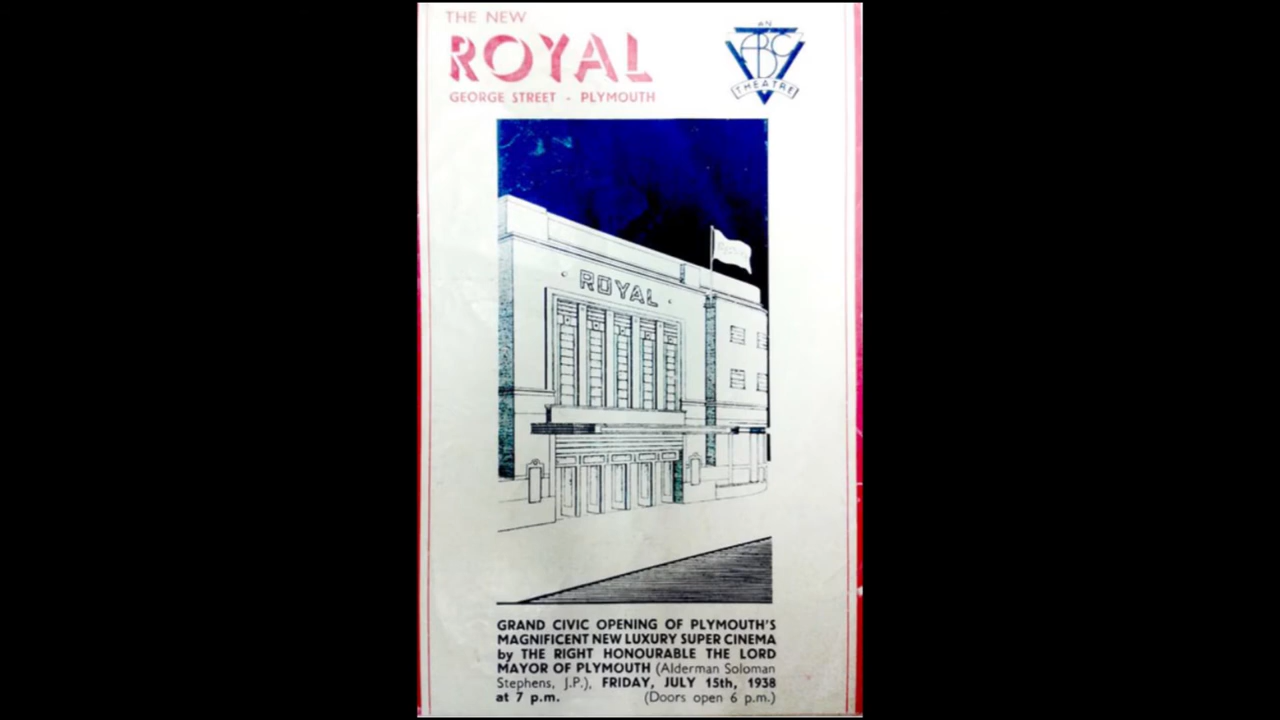 THE NEW
ROYAL
GEORGE STREET - PLYMOUTH
AN
ABC
THEATRE
ROYAL
GRAND CIVIC OPENING OF PLYMOUTH'S
MAGNIFICENT NEW LUXURY SUPER CINEMA
by THE RIGHT HONOURABLE THE LORD
MAYOR OF PLYMOUTH (Alderman Soloman
Stephens, J.P.), FRIDAY, JULY 15th, 1938
at 7 p.m. (Doors open 6 p.m.)